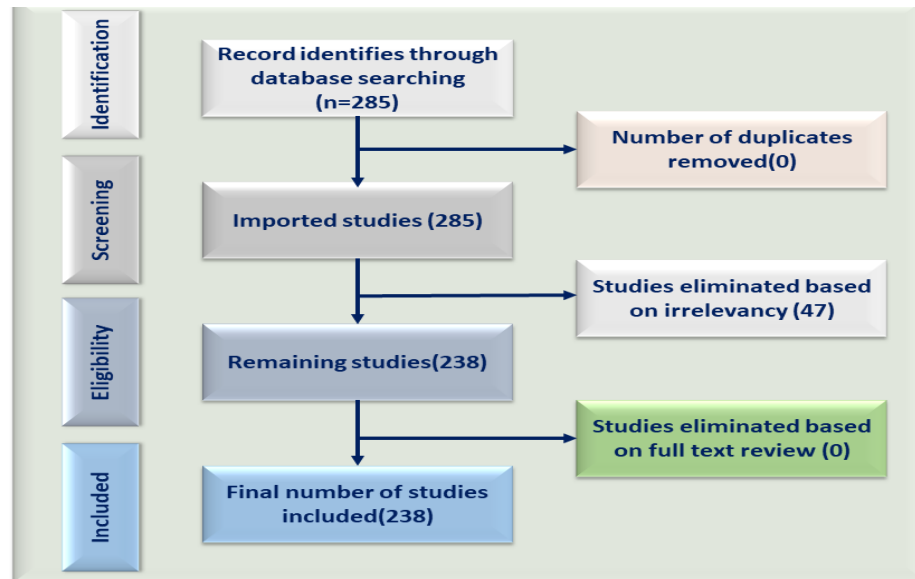 Identification
Record identifies through
database searching
(n=285)
Number of duplicates
removed(0)
Screening
Imported studies (285)
Studies eliminated based
on irrelevancy (47)
Eligibility
Remaining studies(238)
Studies eliminated based
on full text review (0)
Included
Final number of studies
included(238)